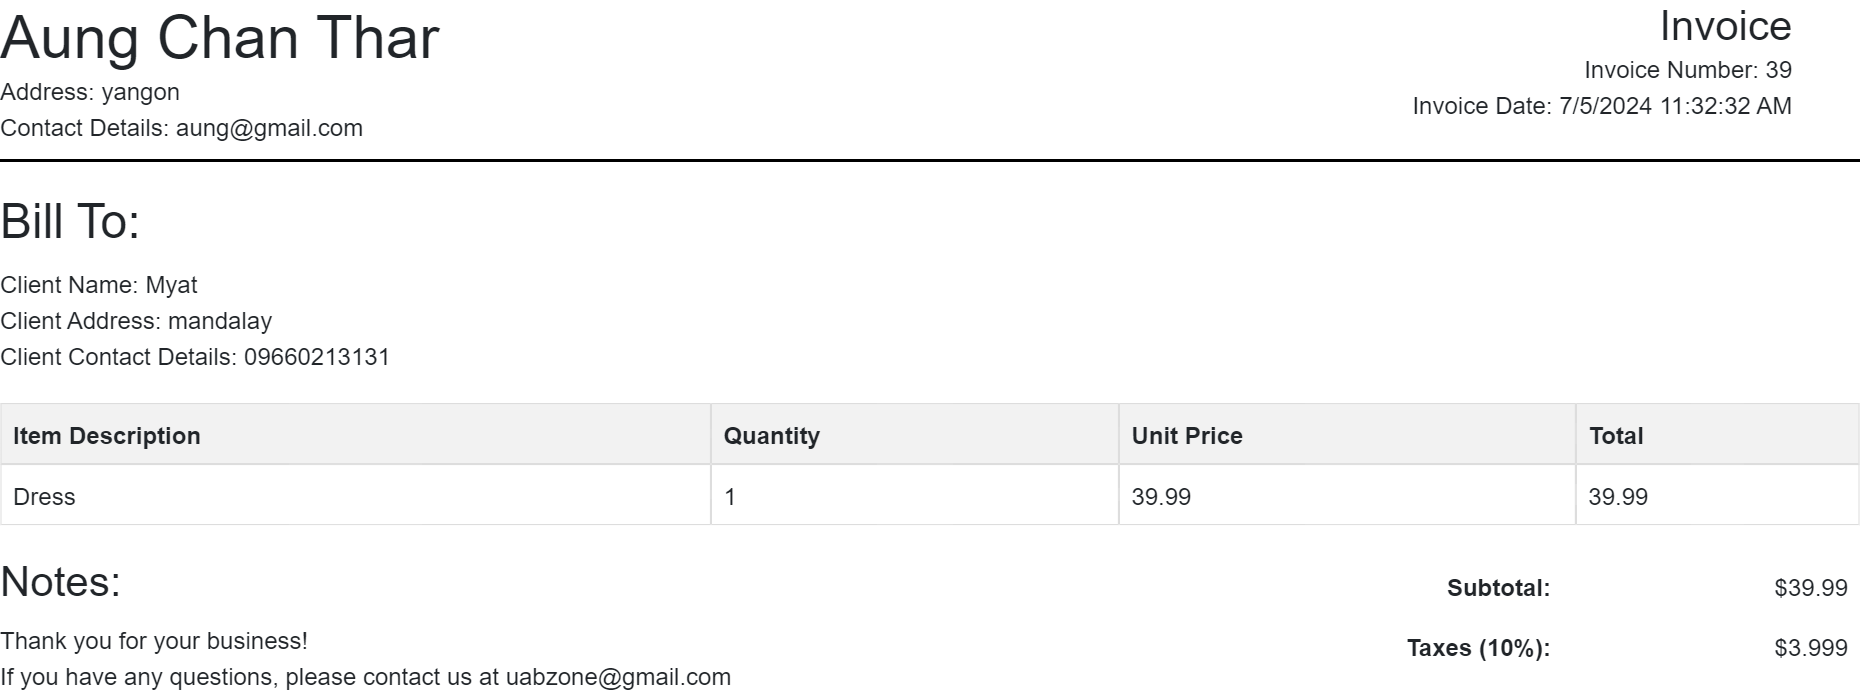 Aung Chan Thar
Address: yangon
Contact Details: aung@gmail.com
Invoice
Invoice Number: 39
Invoice Date: 7/5/2024 11:32:32 AM
Bill To:
Client Name: Myat
Client Address: mandalay
Client Contact Details: 09660213131
Item Description Quantity Unit Price Total
Dress 1 39.99 39.99
Notes:
Thank you for your business!
If you have any questions, please contact us at uabzone@gmail.com
Subtotal: $39.99
Taxes (10%): $3.999